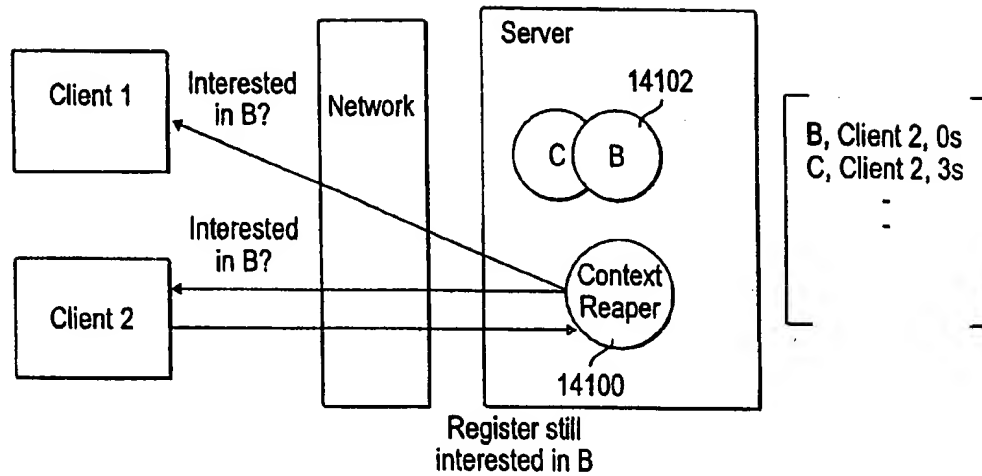 Server
14102
Client 1
Interested
in B?
Network
C
B
B, Client 2, 0s
C, Client 2, 3s
-
-
Interested
in B?
Client 2
Context
Reaper
14100
Register still
interested in B